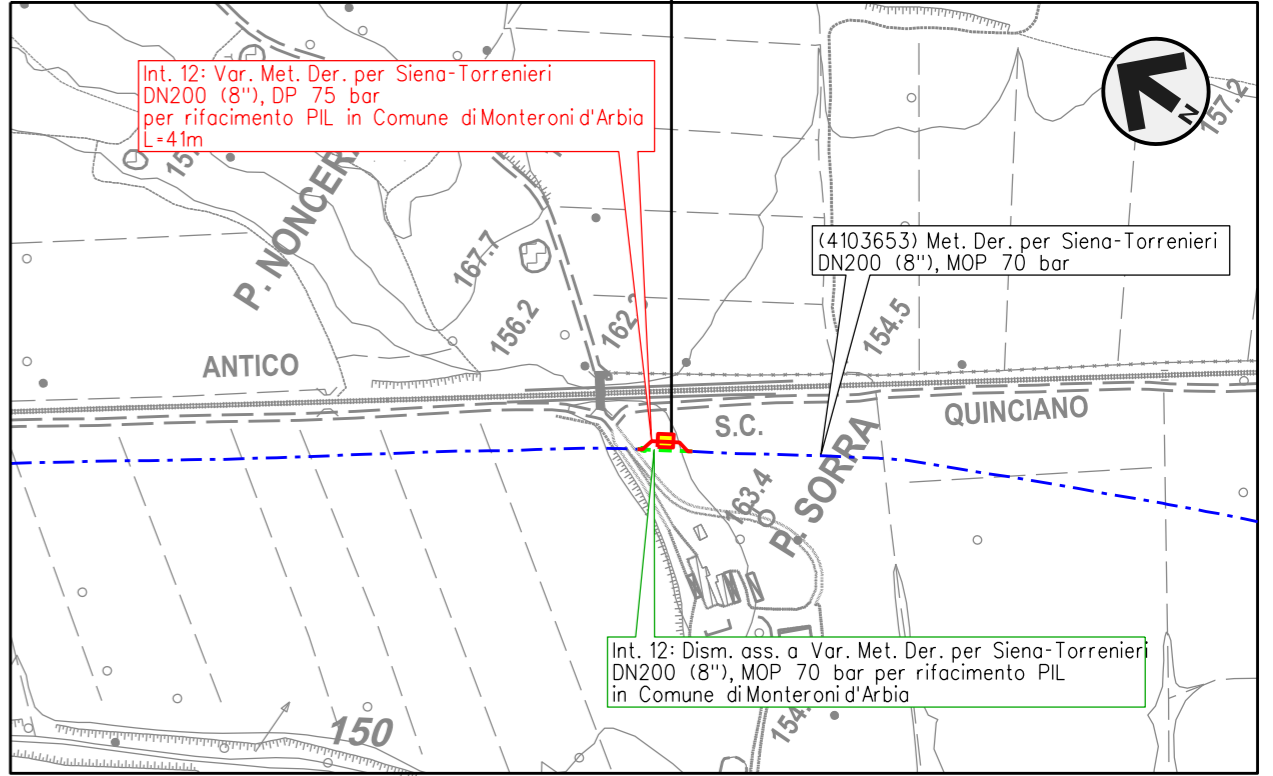 Int. 12: Var. Met. Der. per Siena-Torrenieri
DN200 (8"), DP 75 bar
per rifacimento PIL in Comune di Monteroni d'Arbia
L=41m
N
157.2
P. NONCER
167.7
(4103653) Met. Der. per Siena-Torrenieri
DN200 (8"), MOP 70 bar
156.2
162.
154.5
ANTICO
S.C.
QUINCIANO
163.4
P. SORRA
Int. 12: Dism. ass. a Var. Met. Der. per Siena-Torrenieri
DN200 (8"), MOP 70 bar per rifacimento PIL
in Comune di Monteroni d'Arbia
150
154.